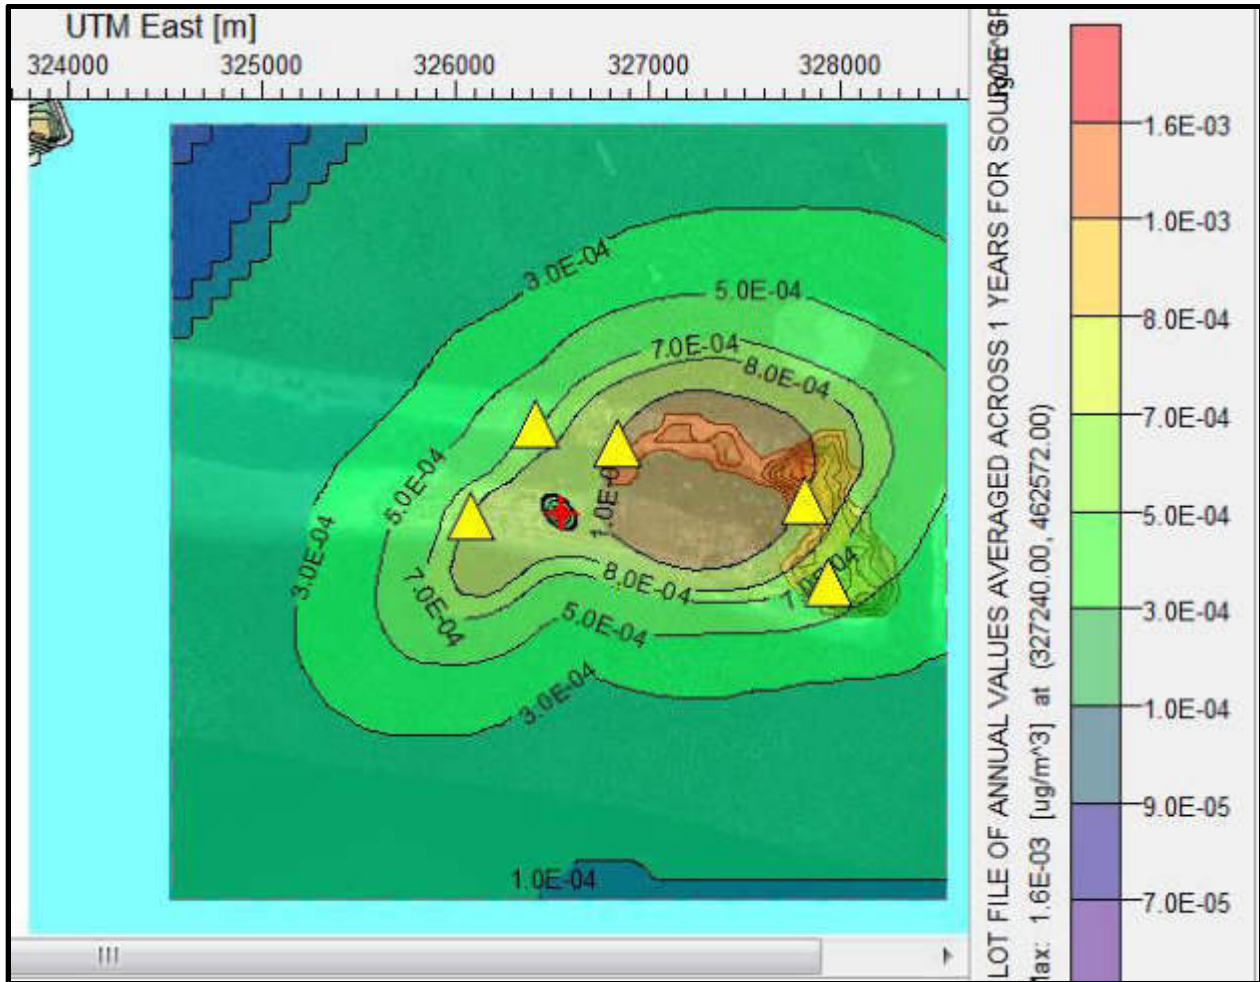 UTM East [m]
324000 325000 326000 327000 328000
3.0E-04
5.0E-04
7.0E-04
8.0E-04
5.0E-04
3.0E-04
7.0E-04
8.0E-04
5.0E-04
3.0E-04
1.0E-04
1.6E-03
1.0E-03
8.0E-04
7.0E-04
5.0E-04
3.0E-04
1.0E-04
9.0E-05
7.0E-05
LOT FILE OF ANNUAL VALUES AVERAGED ACROSS 1 YEARS FOR
ax: 1.6E-03 [ug/m^3] at (327240.00, 462572.00)